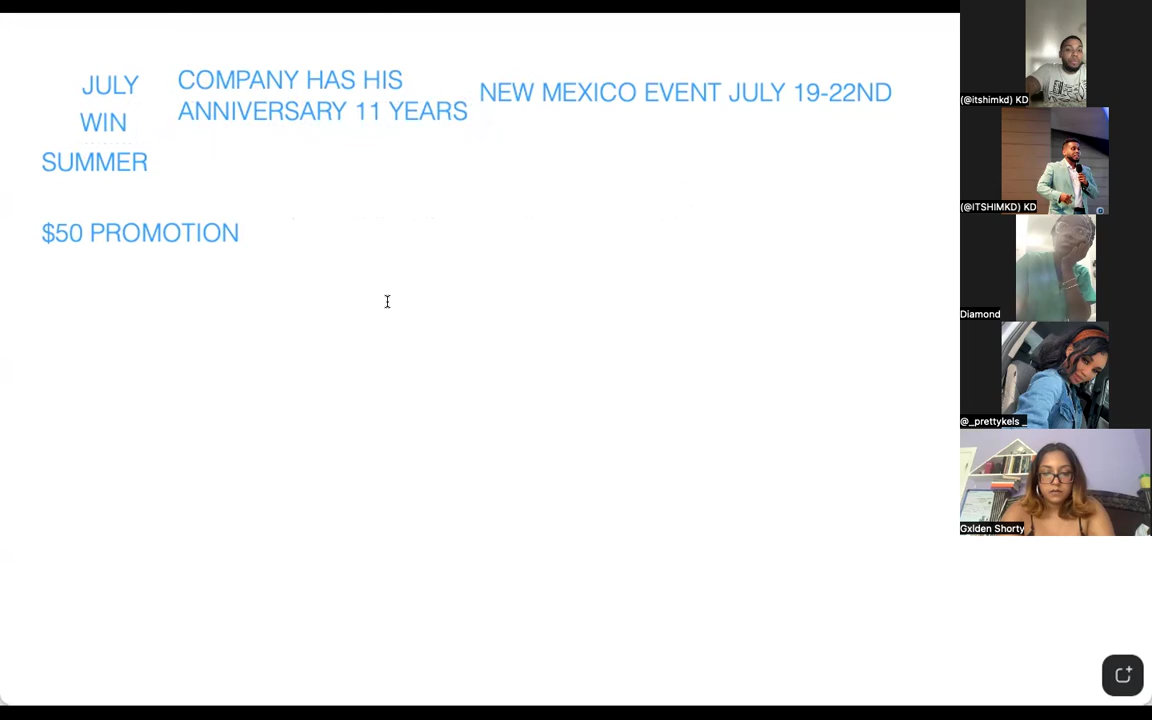 JULY
WIN
SUMMER
COMPANY HAS HIS
ANNIVERSARY 11 YEARS
NEW MEXICO EVENT JULY 19-22ND
$50 PROMOTION
(@itshimkd) KD
(@ITSHIMKD) KD
Diamond
@_prettykels_
Gxlden Shorty